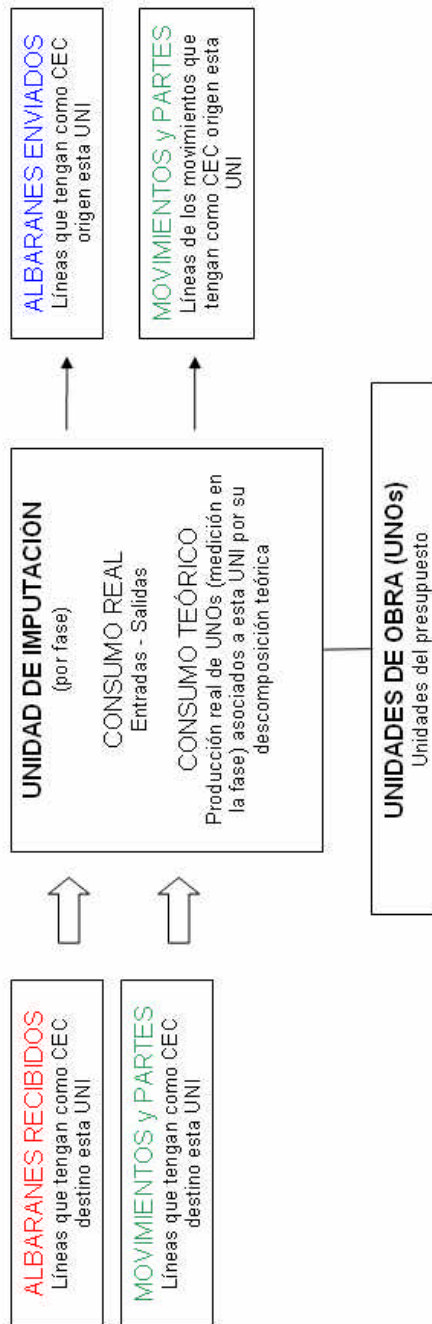 ALBARANES RECIBIDOS
Líneas que tengan como CEC
destino esta UNI
MOVIMIENTOS y PARTES
Líneas que tengan como CEC
destino esta UNI
UNIDAD DE IMPUTACIÓN
(por fase)
CONSUMO REAL
Entradas - Salidas
CONSUMO TEÓRICO
Producción real de UNOs (medición en
la fase) asociados a esta UNI por su
descomposición teórica
ALBARANES ENVIADOS
Líneas que tengan como CEC
origen esta UNI
MOVIMIENTOS y PARTES
Líneas de los movimientos que
tengan como CEC origen esta
UNI
UNIDADES DE OBRA (UNOs)
Unidades del presupuesto